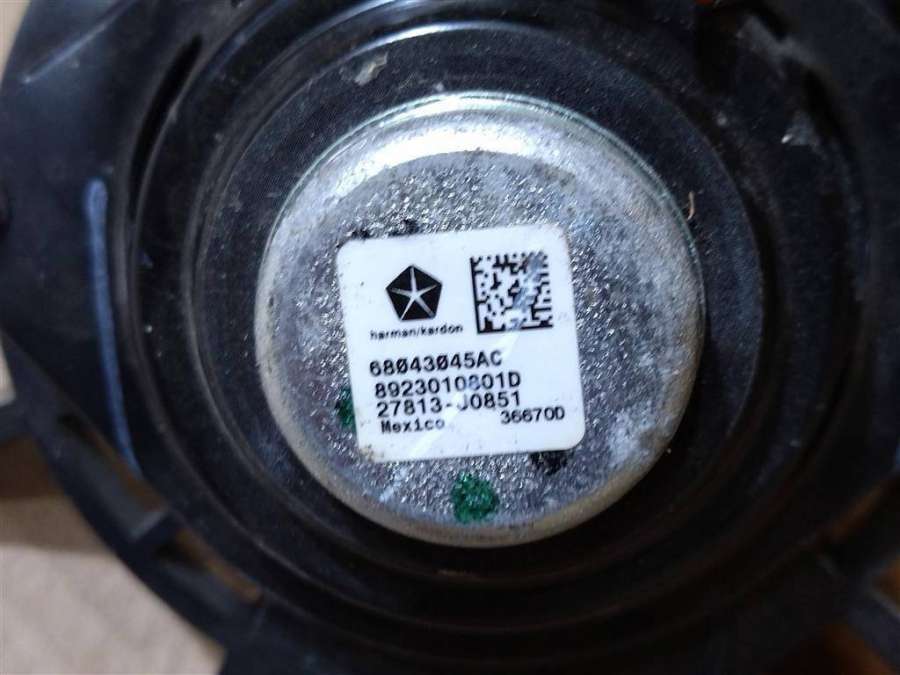 harman/kardon
68043045AC
8923010801D
27813-J0851
Mexico 36670D